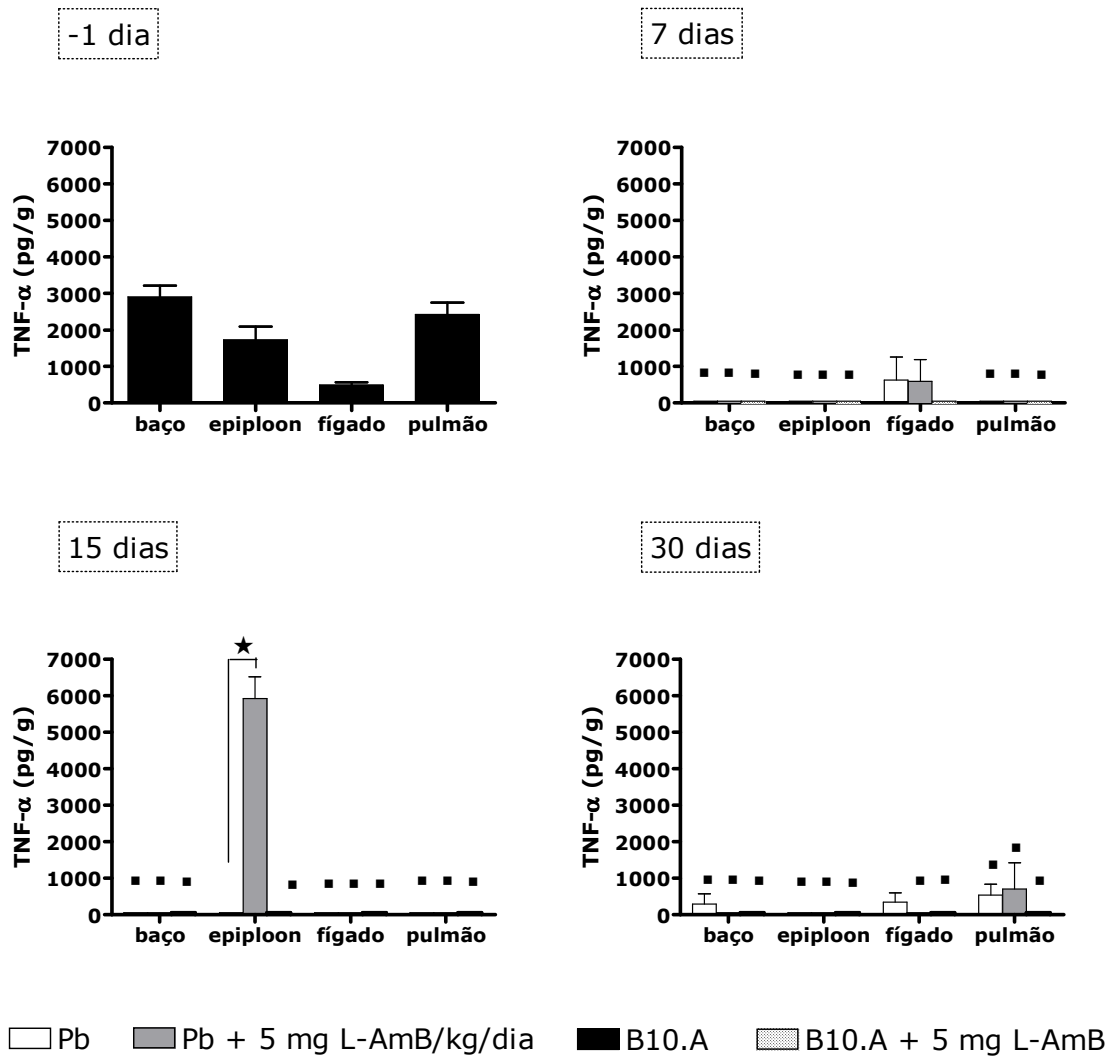 -1 dia
7 dias
TNF-α (pg/g)
7000
6000
5000
4000
3000
2000
1000
0
baço epiploon fígado pulmão
TNF-α (pg/g)
7000
6000
5000
4000
3000
2000
1000
0
baço epiploon fígado pulmão
15 dias
30 dias
TNF-α (pg/g)
7000
6000
5000
4000
3000
2000
1000
0
baço epiploon fígado pulmão
TNF-α (pg/g)
7000
6000
5000
4000
3000
2000
1000
0
baço epiploon fígado pulmão
Pb Pb + 5 mg L-AmB/kg/dia B10.A B10.A + 5 mg L-AmB